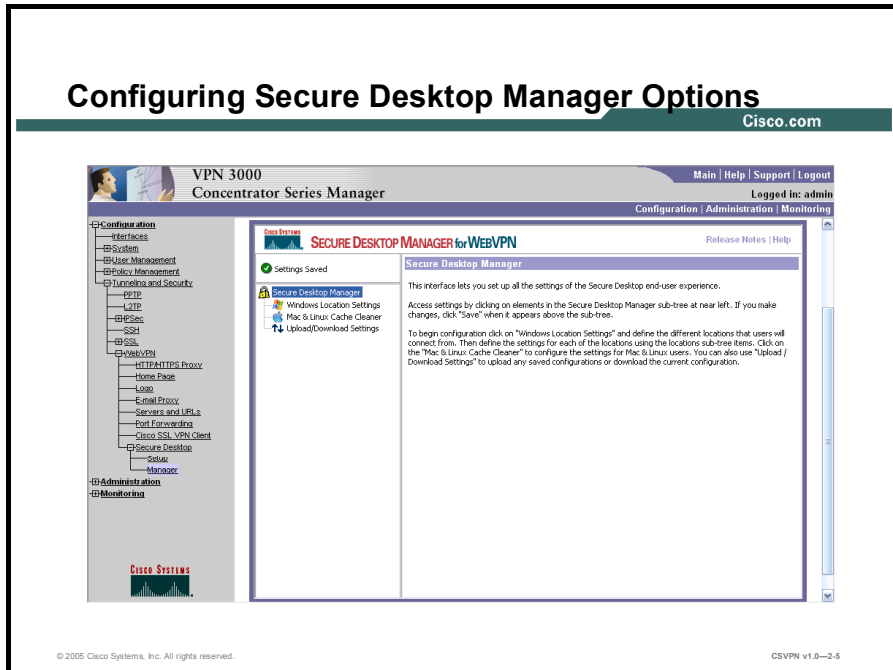 Configuring Secure Desktop Manager Options
Cisco.com
VPN 3000
Concentrator Series Manager
Main | Help | Support | Logout
Logged in: admin
Configuration | Administration | Monitoring
Configuration
Interfaces
System
User Management
Policy Management
Tunneling and Security
PPTP
L2TP
IPSec
SSH
SSL
WebVPN
HTTP/HTTPS Proxy
Home Page
Logo
E-mail Proxy
Servers and URLs
Port Forwarding
Cisco SSL VPN Client
Secure Desktop
Setup
Manager
Administration
Monitoring
CISCO SYSTEMS
CISCO SYSTEMS
SECURE DESKTOP MANAGER for WEBVPN
Release Notes | Help
Settings Saved
Secure Desktop Manager
Windows Location Settings
Mac & Linux Cache Cleaner
Upload/Download Settings
Secure Desktop Manager
This interface lets you set up all the settings of the Secure Desktop end-user experience.
Access settings by clicking on elements in the Secure Desktop Manager sub-tree at near left. If you make
changes, click "Save" when it appears above the sub-tree.
To begin configuration click on "Windows Location Settings" and define the different locations that users will
connect from. Then define the settings for each of the locations using the locations sub-tree items. Click on
the "Mac & Linux Cache Cleaner" to configure the settings for Mac & Linux users. You can also use "Upload /
Download Settings" to upload any saved configurations or download the current configuration.
© 2005 Cisco Systems, Inc. All rights reserved.
CSVPN v1.0—2-5